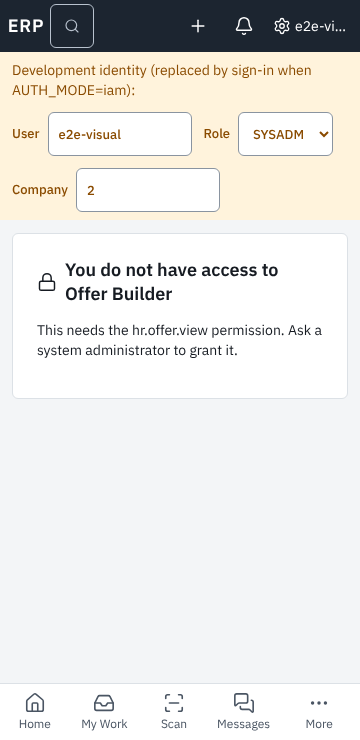 ERP
e2e-vi...
Development identity (replaced by sign-in when
AUTH_MODE=iam):
User e2e-visual Role SYSADM
Company 2
You do not have access to
Offer Builder
This needs the hr.offer.view permission. Ask a
system administrator to grant it.
Home My Work Scan Messages More